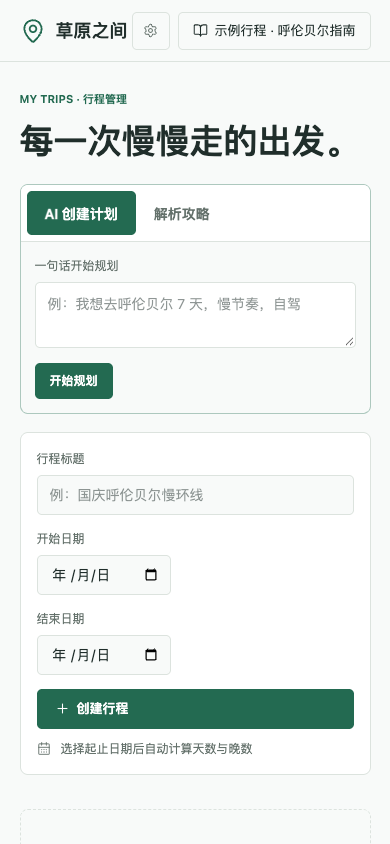 草原之间
示例行程 · 呼伦贝尔指南
MY TRIPS · 行程管理
每一次慢慢走的出发。
AI 创建计划
解析攻略
一句话开始规划
例：我想去呼伦贝尔 7 天，慢节奏，自驾
开始规划
行程标题
例：国庆呼伦贝尔慢环线
开始日期
年 /月/日
结束日期
年 /月/日
创建行程
选择起止日期后自动计算天数与晚数